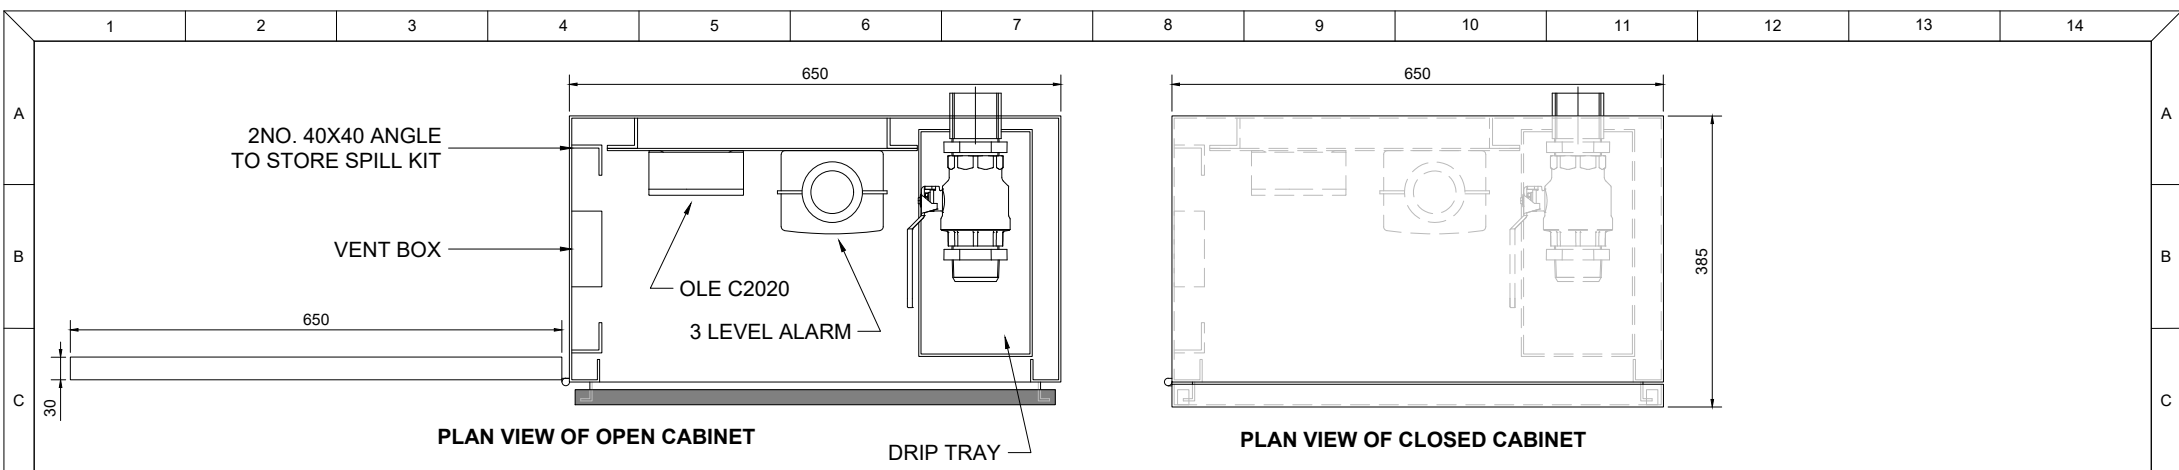 1 2 3 4 5 6 7 8 9 10 11 12 13 14
A
650
650
A
2NO. 40X40 ANGLE
TO STORE SPILL KIT
B
VENT BOX
OLE C2020
385
B
650
3 LEVEL ALARM
C
30
C
PLAN VIEW OF OPEN CABINET
PLAN VIEW OF CLOSED CABINET
DRIP TRAY